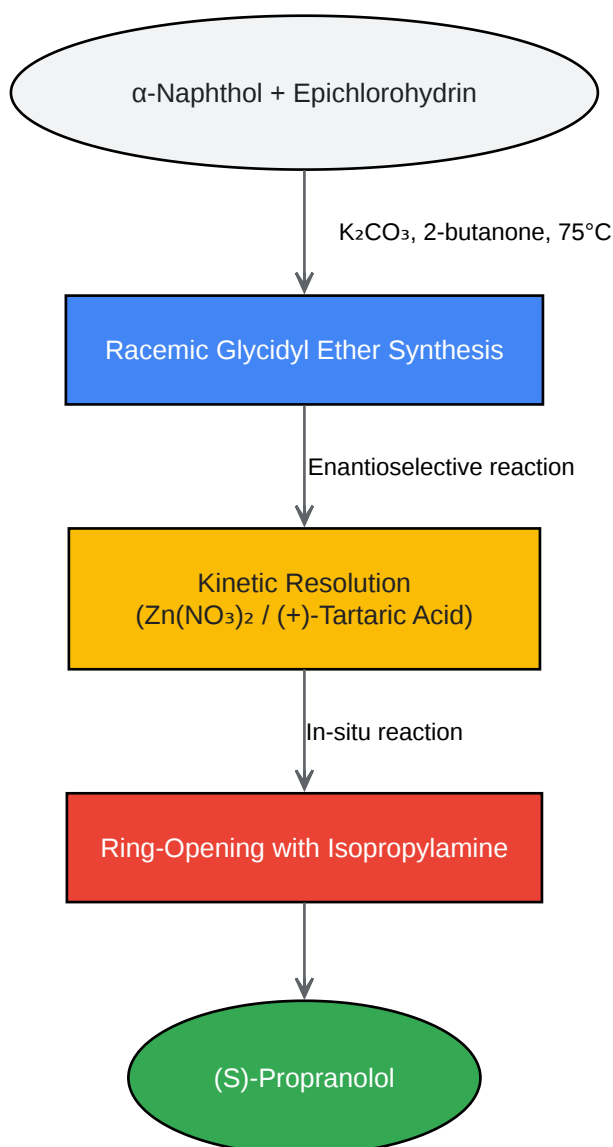 α-Naphthol + Epichlorohydrin
K₂CO₃, 2-butanone, 75°C
Racemic Glycidyl Ether Synthesis
Enantioselective reaction
Kinetic Resolution
(Zn(NO₃)₂ / (+)-Tartaric Acid)
In-situ reaction
Ring-Opening with Isopropylamine
(S)-Propranolol